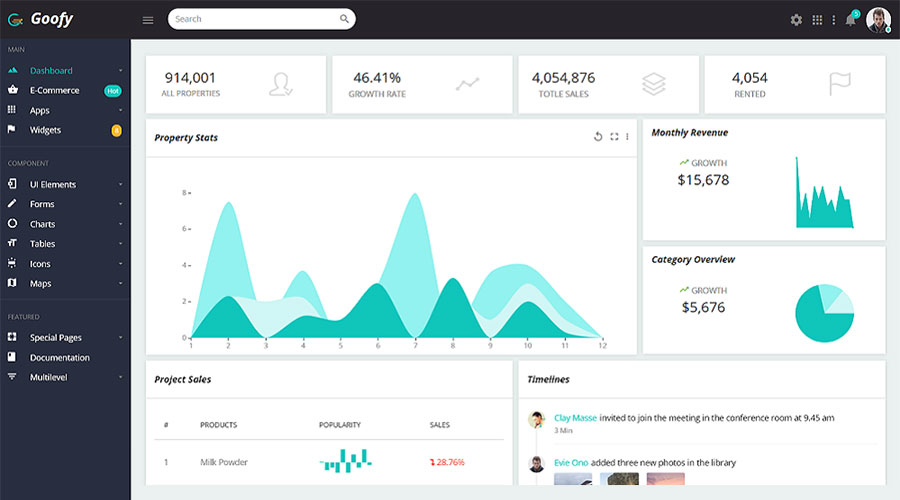 Goofy
Search
5
MAIN
Dashboard
E-Commerce Hot
Apps
Widgets 8
COMPONENT
UI Elements
Forms
Charts
Tables
Icons
Maps
FEATURED
Special Pages
Documentation
Multilevel
914,001
ALL PROPERTIES
46.41%
GROWTH RATE
4,054,876
TOTLE SALES
4,054
RENTED
Property Stats
8
6
4
2
0
1 2 3 4 5 6 7 8 9 10 11 12
Monthly Revenue
GROWTH
$15,678
Category Overview
GROWTH
$5,676
Project Sales
# PRODUCTS POPULARITY SALES
1 Milk Powder 28.76%
Timelines
Clay Masse invited to join the meeting in the conference room at 9.45 am
3 Min
Evie Ono added three new photos in the library